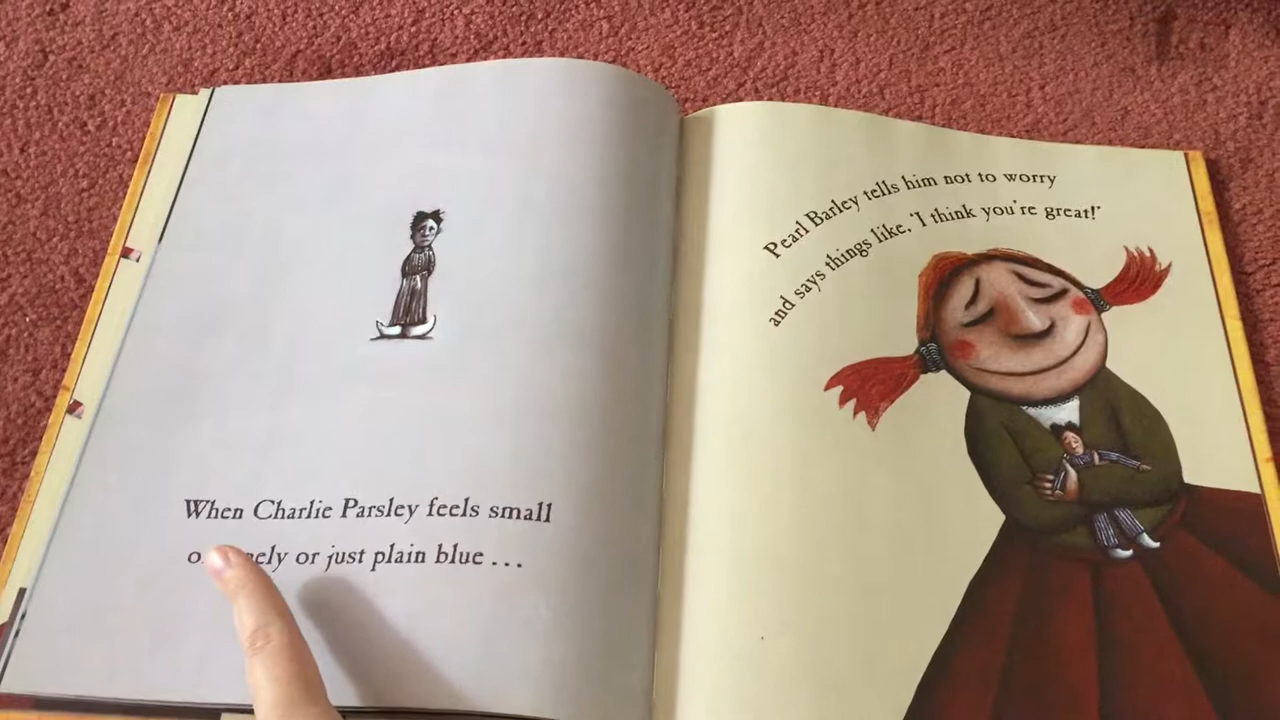 When Charlie Parsley feels small
or just plain blue ...
Pearl Barley tells him not to worry
and says things like, 'I think you're great!'